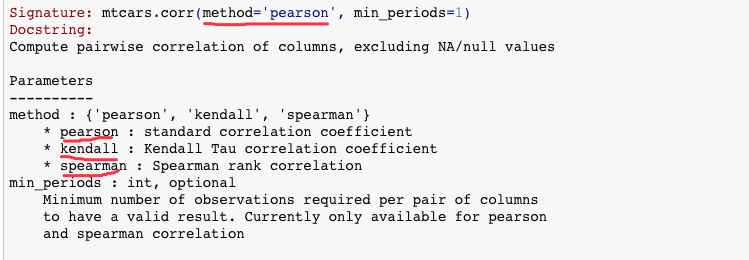 Signature: mtcars.corr(method='pearson', min_periods=1)
Docstring:
Compute pairwise correlation of columns, excluding NA/null values
Parameters
----------
method : {'pearson', 'kendall', 'spearman'}
* pearson : standard correlation coefficient
* kendall : Kendall Tau correlation coefficient
* spearman : Spearman rank correlation
min_periods : int, optional
Minimum number of observations required per pair of columns
to have a valid result. Currently only available for pearson
and spearman correlation